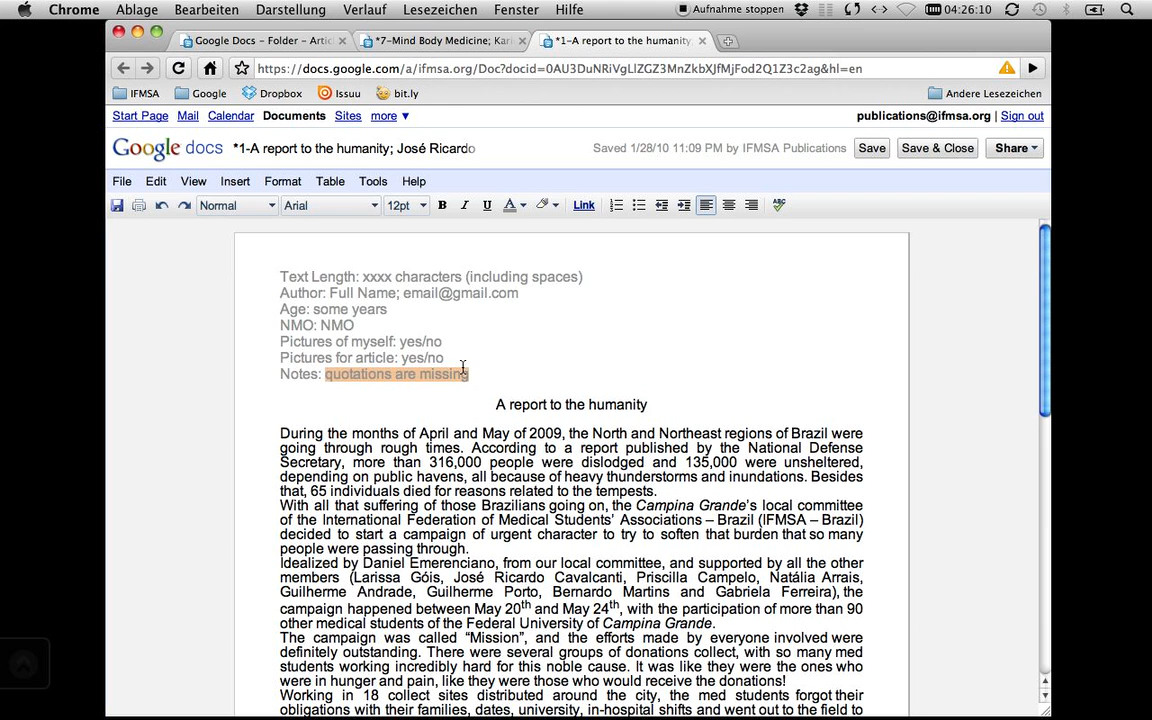 Chrome Ablage Bearbeiten Darstellung Verlauf Lesezeichen Fenster Hilfe Aufnahme stoppen 04:26:10
Google Docs – Folder – Artic *7-Mind Body Medicine; Kari *1-A report to the humanity;
https://docs.google.com/a/ifmsa.org/Doc?docid=0AU3DuNRiVgLlZGZ3MnZkbXJfMjFod2Q1Z3c2ag&hl=en
IFMSA Google Dropbox Issuu bit.ly Andere Lesezeichen
Start Page Mail Calendar Documents Sites more ▼ publications@ifmsa.org | Sign out
Google docs *1-A report to the humanity; José Ricardo Saved 1/28/10 11:09 PM by IFMSA Publications Save Save & Close Share
File Edit View Insert Format Table Tools Help
Normal Arial 12pt B I U A Link ABC
Text Length: xxxx characters (including spaces)
Author: Full Name; email@gmail.com
Age: some years
NMO: NMO
Pictures of myself: yes/no
Pictures for article: yes/no
Notes: quotations are missing
A report to the humanity
During the months of April and May of 2009, the North and Northeast regions of Brazil were
going through rough times. According to a report published by the National Defense
Secretary, more than 316,000 people were dislodged and 135,000 were unsheltered,
depending on public havens, all because of heavy thunderstorms and inundations. Besides
that, 65 individuals died for reasons related to the tempests.
With all that suffering of those Brazilians going on, the Campina Grande's local committee
of the International Federation of Medical Students' Associations – Brazil (IFMSA – Brazil)
decided to start a campaign of urgent character to try to soften that burden that so many
people were passing through.
Idealized by Daniel Emerenciano, from our local committee, and supported by all the other
members (Larissa Góis, José Ricardo Cavalcanti, Priscilla Campelo, Natália Arrais,
Guilherme Andrade, Guilherme Porto, Bernardo Martins and Gabriela Ferreira), the
campaign happened between May 20th and May 24th, with the participation of more than 90
other medical students of the Federal University of Campina Grande.
The campaign was called “Mission”, and the efforts made by everyone involved were
definitely outstanding. There were several groups of donations collect, with so many med
students working incredibly hard for this noble cause. It was like they were the ones who
were in hunger and pain, like they were those who would receive the donations!
Working in 18 collect sites distributed around the city, the med students forgot their
obligations with their families, dates, university, in-hospital shifts and went out to the field to